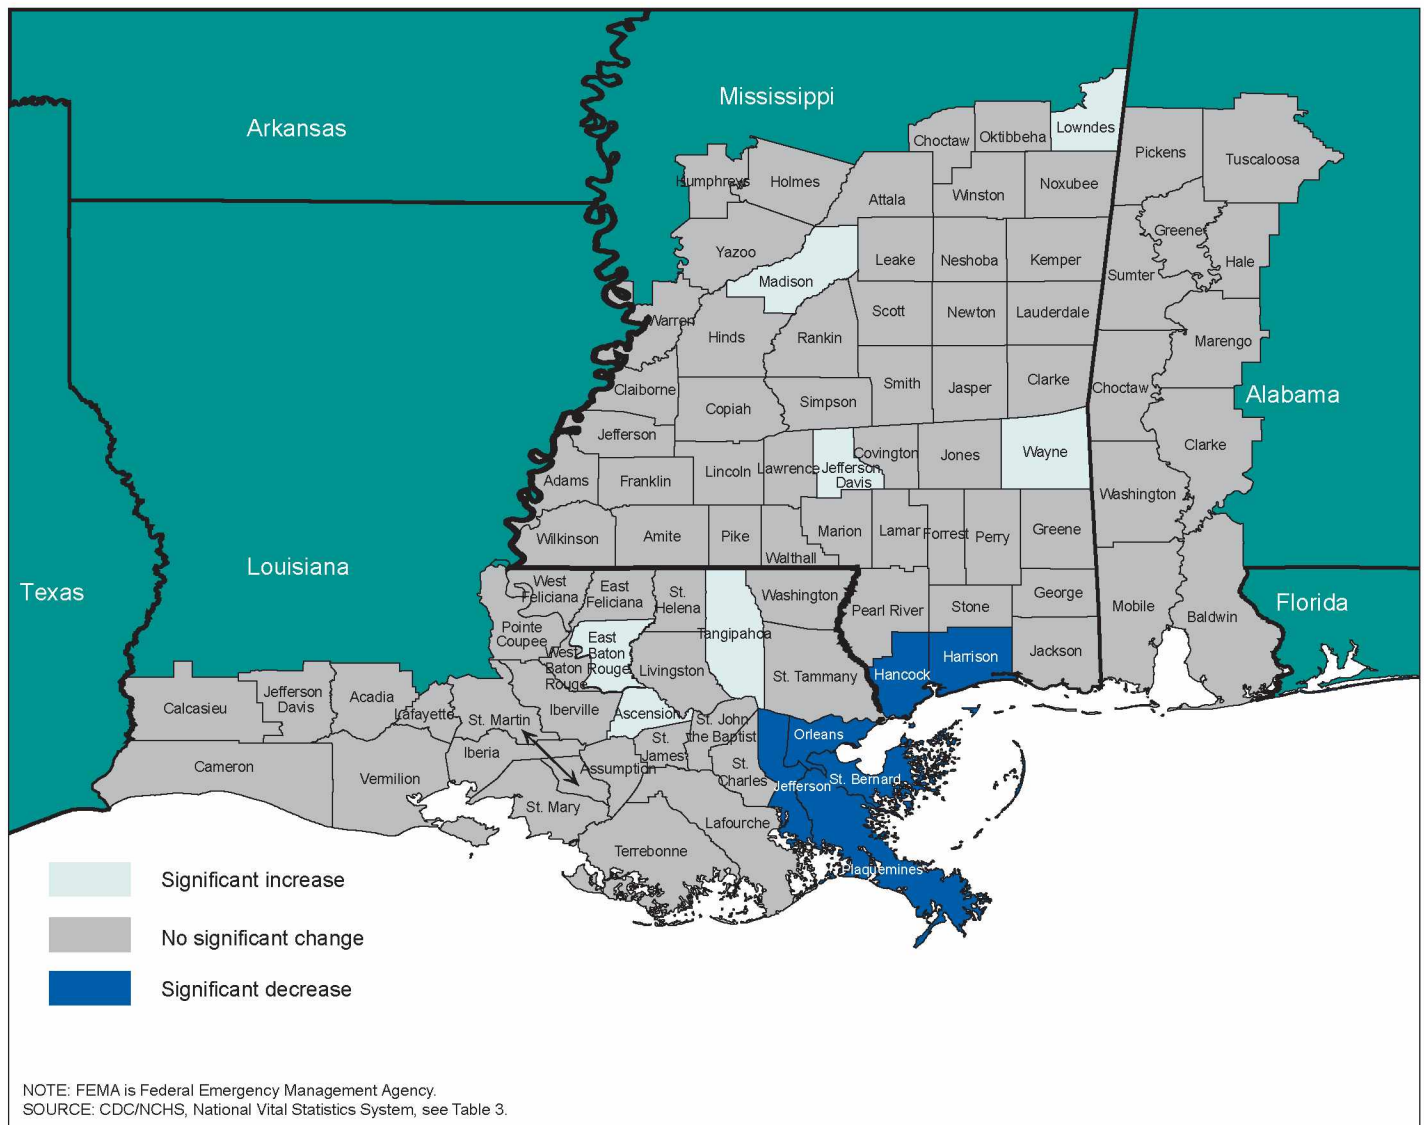 Mississippi
Arkansas
Lowndes
Choctaw
Oktibbeha
Pickens
Tuscaloosa
Humphreys
Holmes
Attala
Winston
Noxubee
Greene
Yazoo
Leake
Neshoba
Kemper
Hale
Sumter
Madison
Warren
Scott
Newton
Lauderdale
Hinds
Rankin
Marengo
Claiborne
Smith
Jasper
Clarke
Choctaw
Alabama
Copiah
Simpson
Jefferson
Covington
Jones
Wayne
Clarke
Adams
Franklin
Lincoln
Lawrence
Jefferson
Davis
Washington
Wilkinson
Amite
Pike
Walthall
Marion
Lamar
Forrest
Perry
Greene
Louisiana
Texas
West
Feliciana
East
Feliciana
St.
Helena
Tangipahoa
Washington
Pearl River
Stone
George
Mobile
Baldwin
Florida
Pointe
Coupee
West
Baton
Rouge
East
Baton
Rouge
Livingston
St. Tammany
Hancock
Harrison
Jackson
Calcasieu
Jefferson
Davis
Acadia
Lafayette
St. Martin
Iberville
Ascension
St. John
the Baptist
Orleans
Cameron
Vermilion
Iberia
Assumption
St.
James
St.
Charles
Jefferson
St. Bernard
St. Mary
Lafourche
Terrebonne
Plaquemines
Significant increase
No significant change
Significant decrease
NOTE: FEMA is Federal Emergency Management Agency.
SOURCE: CDC/NCHS, National Vital Statistics System, see Table 3.